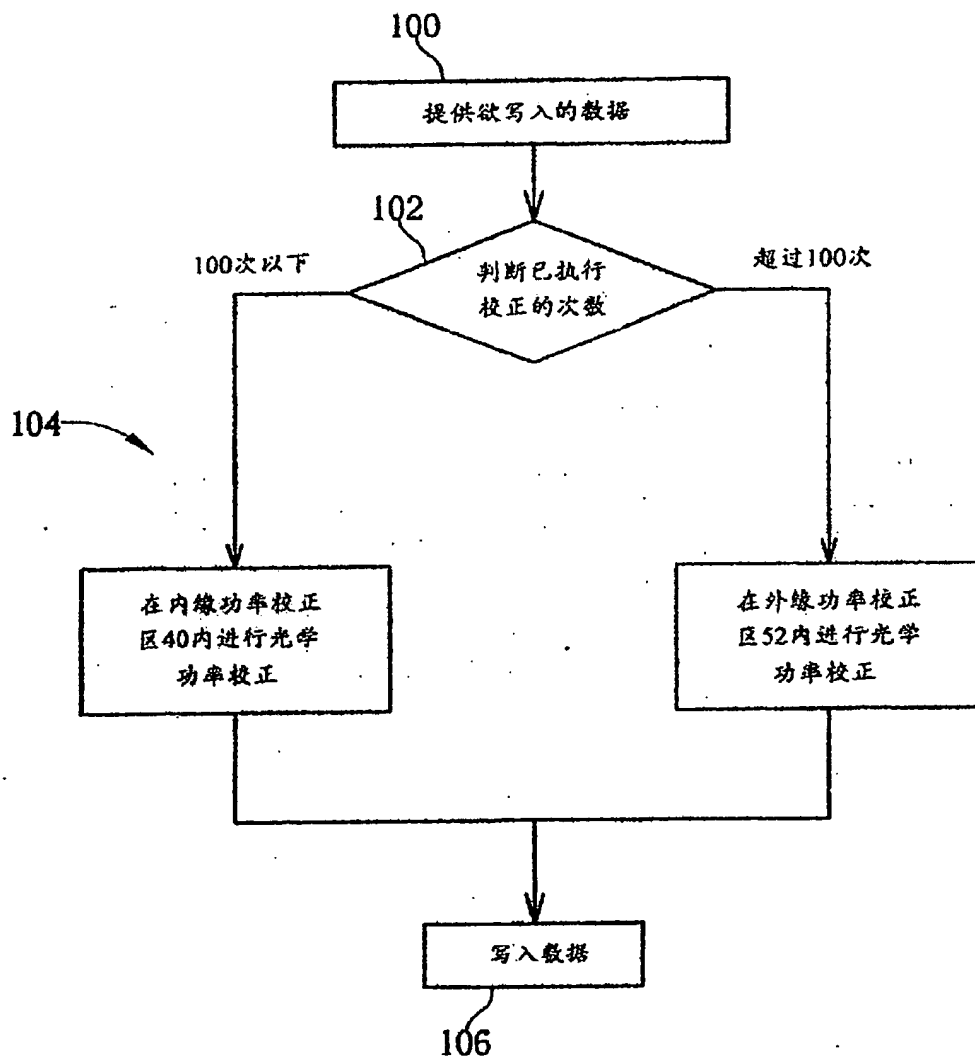 100
提供欲写入的数据
102
100次以下
判断已执行
校正的次数
超过100次
104
在内缘功率校正
区40内进行光学
功率校正
在外缘功率校正
区52内进行光学
功率校正
写入数据
106